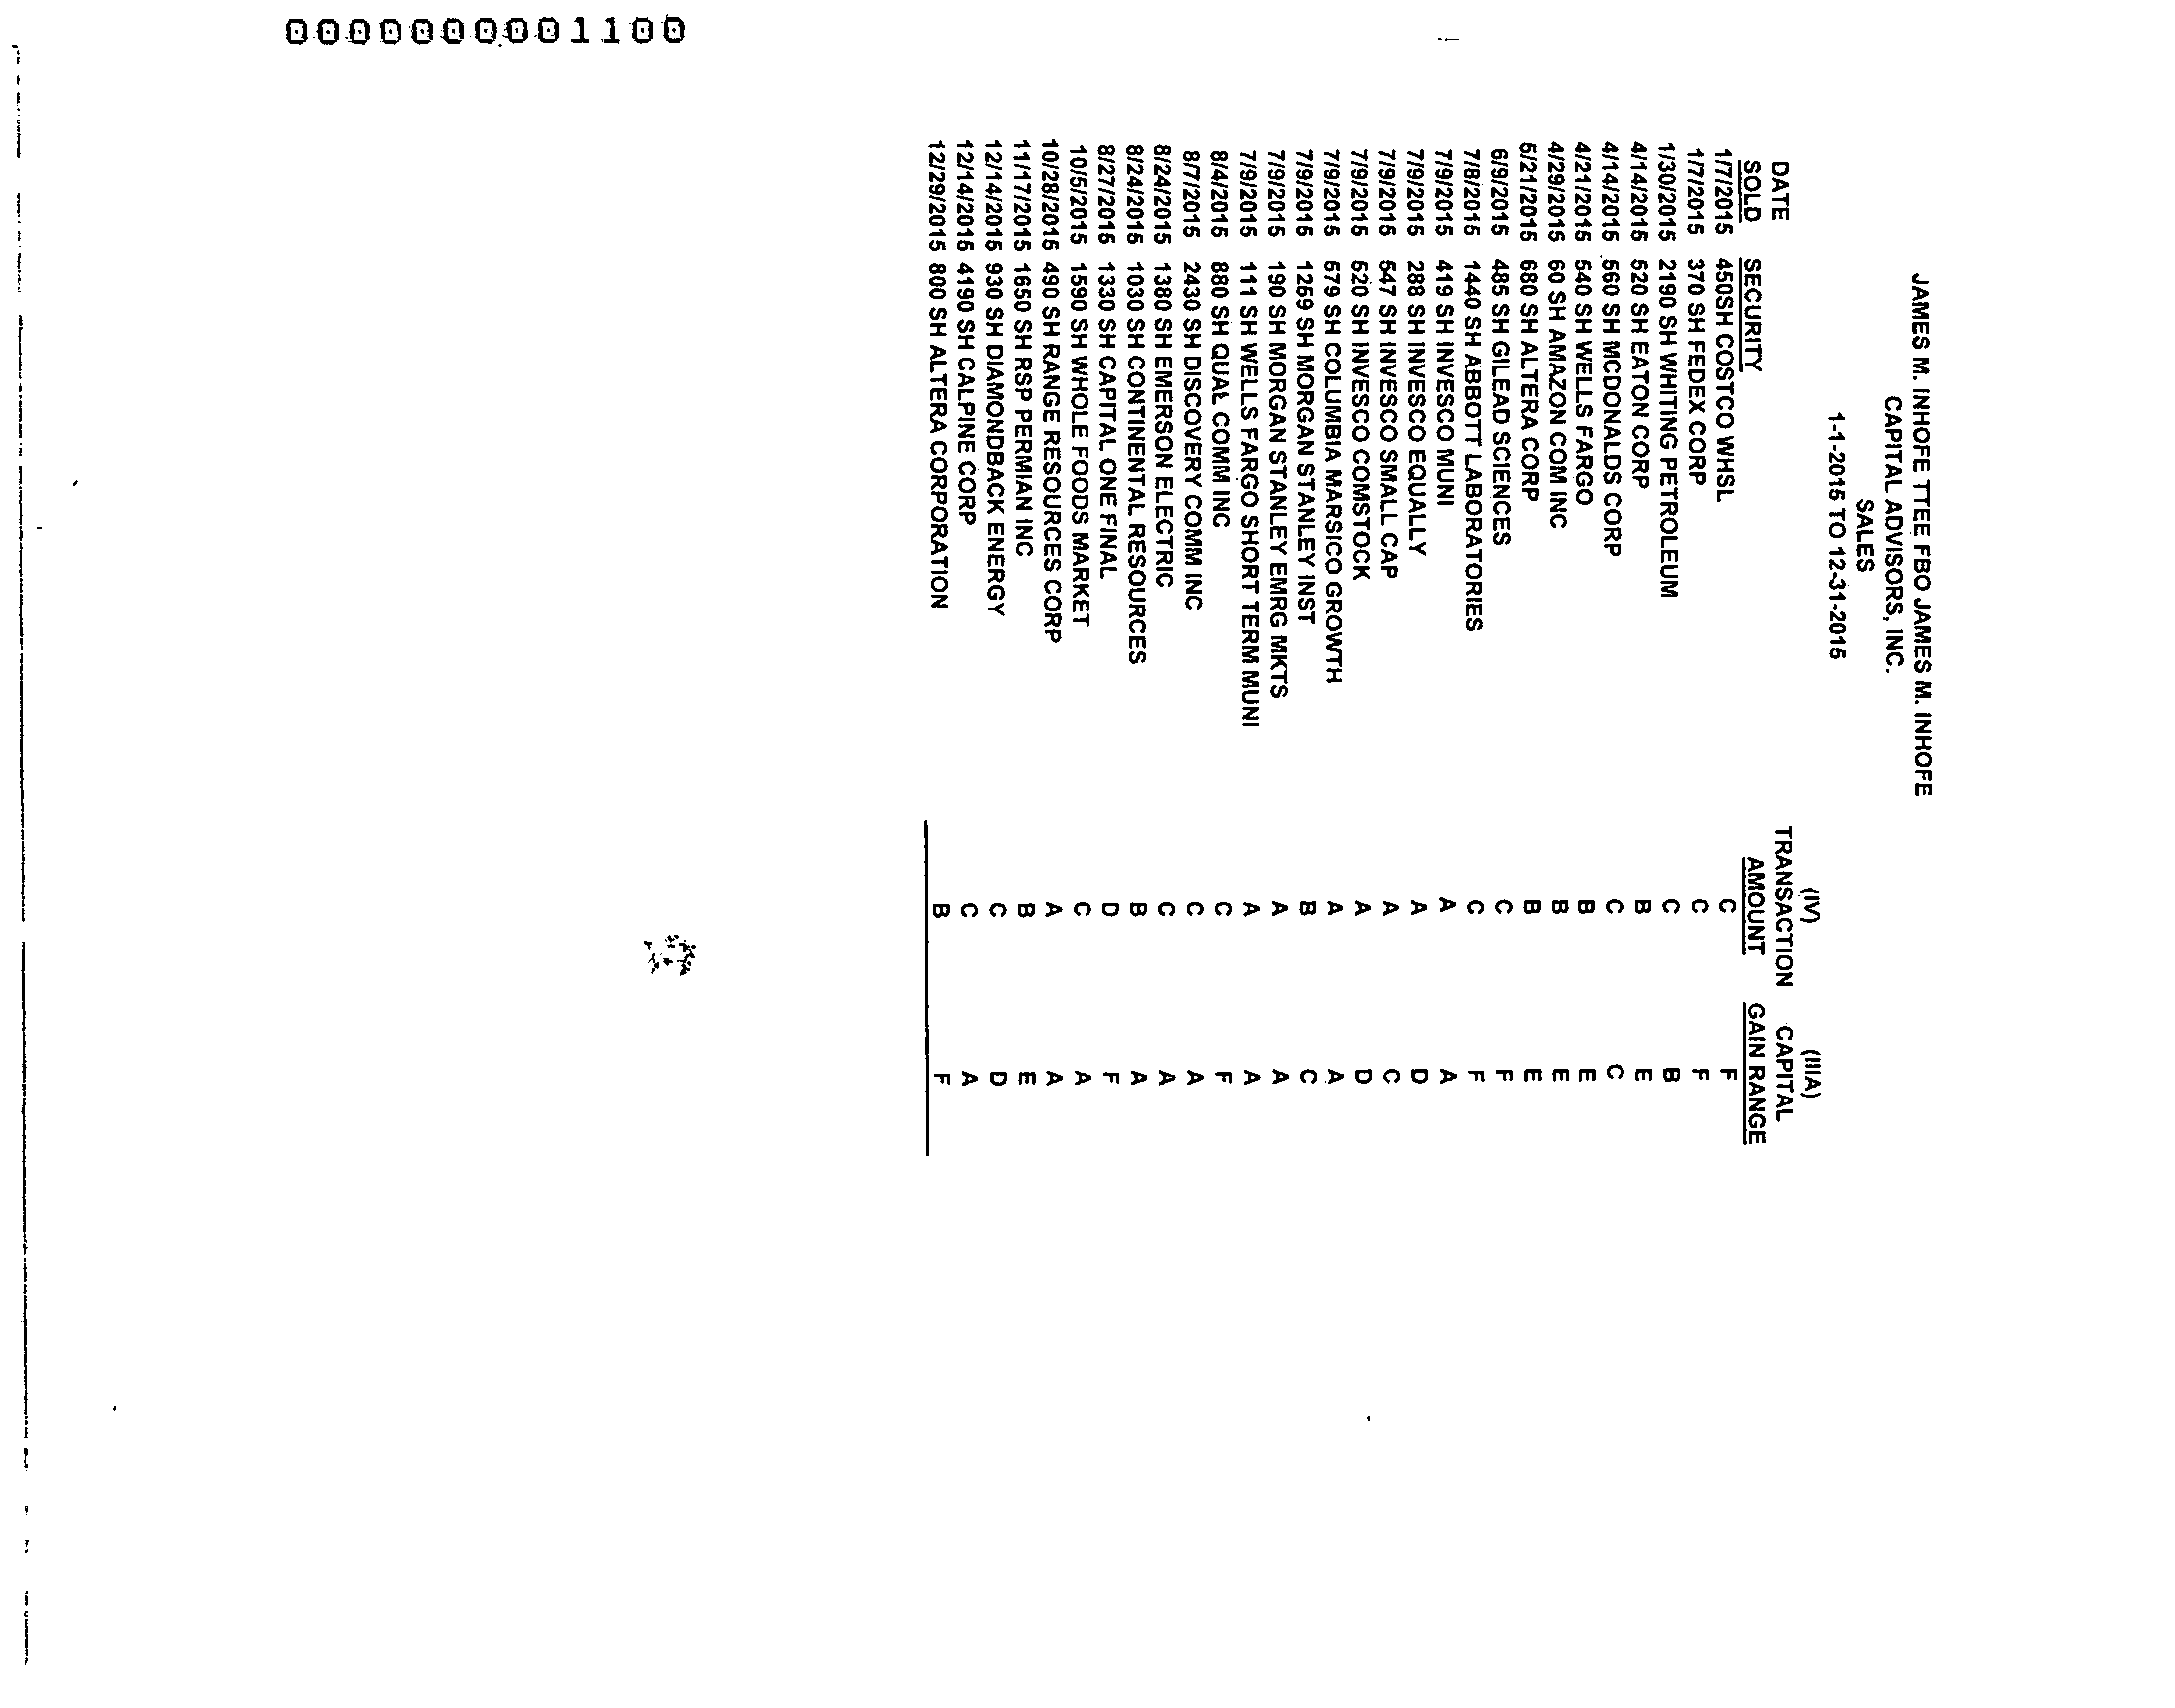 JAMES M. INHOFE TTEE FBO JAMES M. INHOFE
CAPITAL ADVISORS, INC.
SALES
1-1-2015 TO 12-31-2015
(IV) (IIIA)
DATE TRANSACTION CAPITAL
SOLD SECURITY AMOUNT GAIN RANGE
1/7/2015 450SH COSTCO WHSL C F
1/7/2015 370 SH FEDEX CORP C F
1/30/2015 2190 SH WHITING PETROLEUM C B
4/14/2015 520 SH EATON CORP B E
4/14/2015 560 SH MCDONALDS CORP C C
4/21/2015 540 SH WELLS FARGO B E
4/29/2015 60 SH AMAZON COM INC B E
5/21/2015 680 SH ALTERA CORP B E
6/9/2015 485 SH GILEAD SCIENCES C F
7/8/2015 1440 SH ABBOTT LABORATORIES C F
7/9/2015 419 SH INVESCO MUNI A A
7/9/2015 288 SH INVESCO EQUALLY A D
7/9/2015 547 SH INVESCO SMALL CAP A C
7/9/2015 520 SH INVESCO COMSTOCK A D
7/9/2015 579 SH COLUMBIA MARSICO GROWTH A A
7/9/2015 1259 SH MORGAN STANLEY INST B C
7/9/2015 190 SH MORGAN STANLEY EMRG MKTS A A
7/9/2015 111 SH WELLS FARGO SHORT TERM MUNI A A
8/4/2015 880 SH QUAL COMM INC C F
8/7/2015 2430 SH DISCOVERY COMM INC C A
8/24/2015 1380 SH EMERSON ELECTRIC C A
8/24/2015 1030 SH CONTINENTAL RESOURCES B A
8/27/2015 1330 SH CAPITAL ONE FINAL D F
10/5/2015 1590 SH WHOLE FOODS MARKET C A
10/28/2015 490 SH RANGE RESOURCES CORP A A
11/17/2015 1650 SH RSP PERMIAN INC B E
12/14/2015 930 SH DIAMONDBACK ENERGY C D
12/14/2015 4190 SH CALPINE CORP C A
12/29/2015 800 SH ALTERA CORPORATION B F
0000000001100